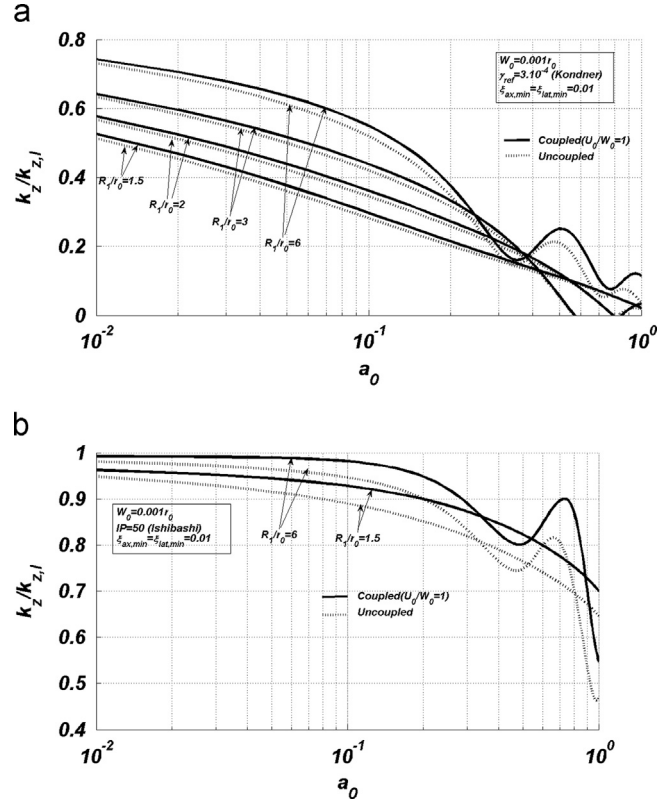 a
0.8
W₀=0.001r₀
γref=3.10⁻⁴ (Kondner)
ξax,min=ξlat,min=0.01
0.6
Coupled(U₀/W₀=1)
Uncoupled
kz/kz,l
0.4
R₁/r₀=1.5
R₁/r₀=2
R₁/r₀=3
R₁/r₀=6
0.2
0
10⁻² 10⁻¹ 10⁰
a₀
b
1
0.9
W₀=0.001r₀
IP=50 (Ishibashi)
ξax,min=ξlat,min=0.01
R₁/r₀=6
R₁/r₀=1.5
0.8
kz/kz,l
0.7
Coupled(U₀/W₀=1)
Uncoupled
0.6
0.5
0.4
10⁻² 10⁻¹ 10⁰
a₀